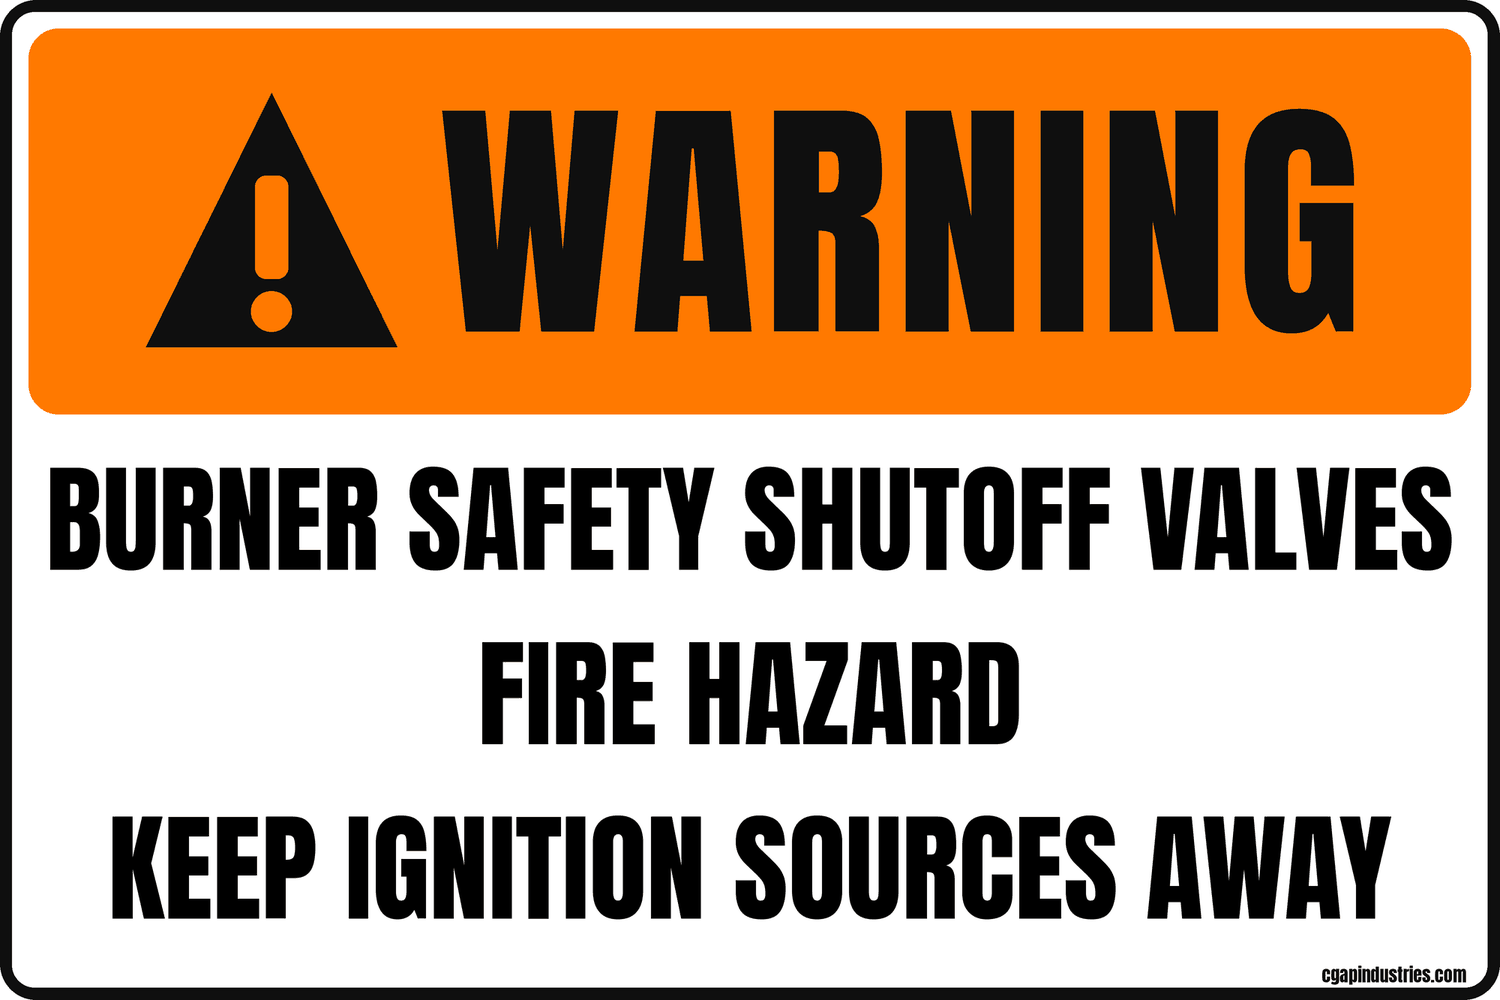 WARNING
BURNER SAFETY SHUTOFF VALVES
FIRE HAZARD
KEEP IGNITION SOURCES AWAY
cgapindustries.com